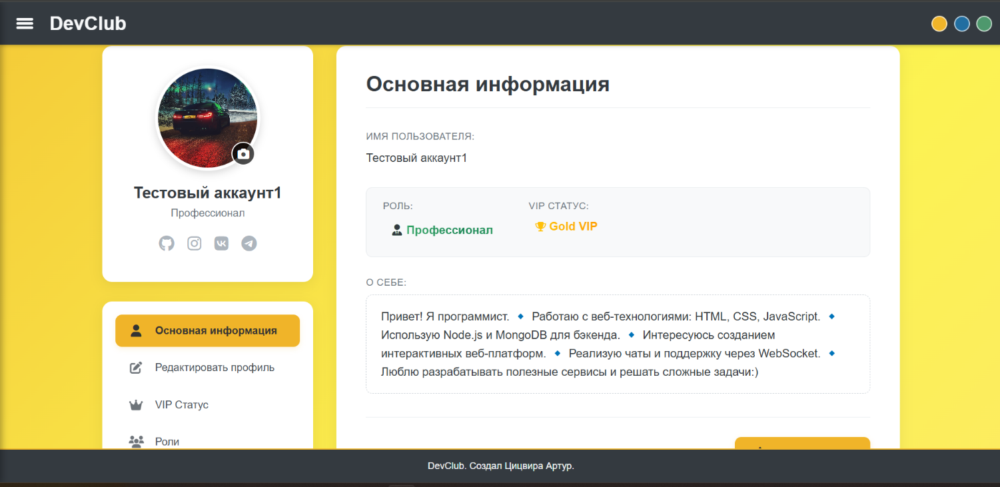 DevClub
Тестовый аккаунт1
Профессионал
Основная информация
Редактировать профиль
VIP Статус
Роли
Основная информация
ИМЯ ПОЛЬЗОВАТЕЛЯ:
Тестовый аккаунт1
РОЛЬ:
Профессионал
VIP СТАТУС:
Gold VIP
О СЕБЕ:
Привет! Я программист. 🔹 Работаю с веб-технологиями: HTML, CSS, JavaScript. 🔹
Использую Node.js и MongoDB для бэкенда. 🔹 Интересуюсь созданием
интерактивных веб-платформ. 🔹 Реализую чаты и поддержку через WebSocket. 🔹
Люблю разрабатывать полезные сервисы и решать сложные задачи:)
DevClub. Создал Цицвира Артур.